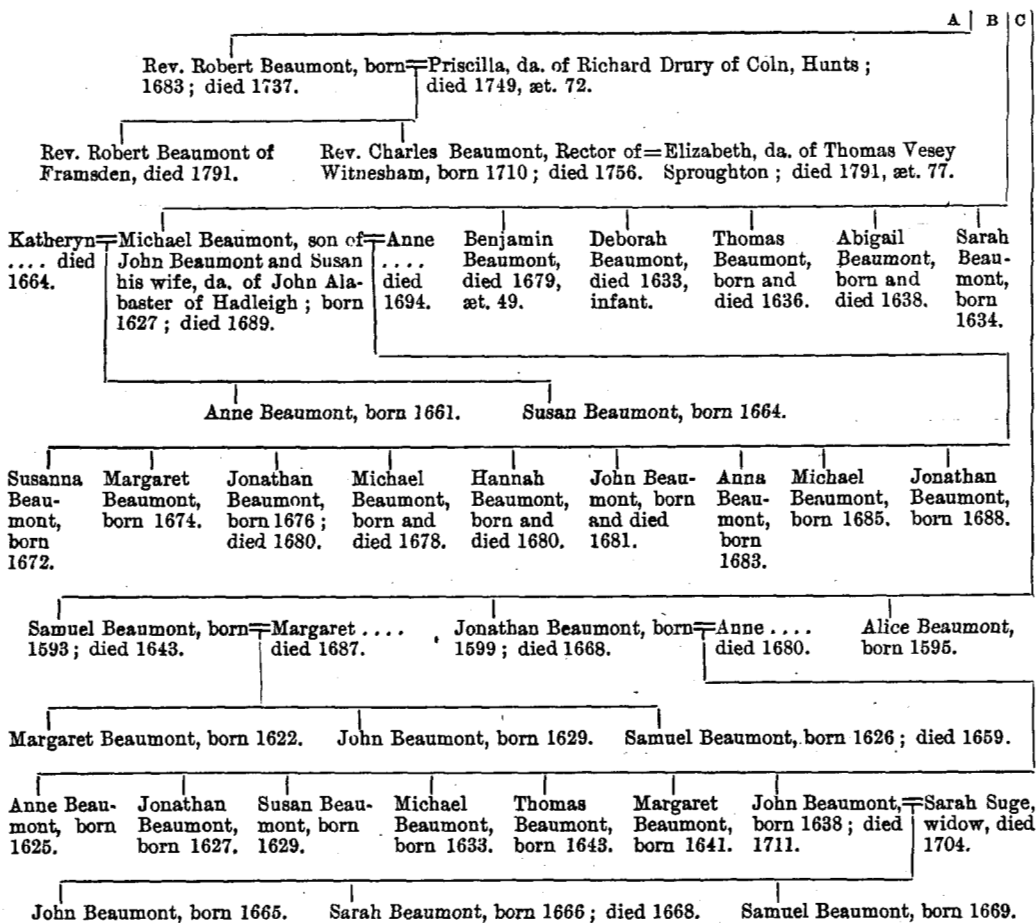 A B C
Rev. Robert Beaumont, born
1683; died 1737.
Priscilla, da. of Richard Drury of Coln, Hunts;
died 1749, æt. 72.
Rev. Robert Beaumont of
Framsden, died 1791.
Rev. Charles Beaumont, Rector of
Witnesham, born 1710; died 1756.
=Elizabeth, da. of Thomas Vesey
Sproughton; died 1791, æt. 77.
Katheryn
.... died
1664.
Michael Beaumont, son of
John Beaumont and Susan
his wife, da. of John Ala-
baster of Hadleigh; born
1627; died 1689.
Anne
....
died
1694.
Benjamin
Beaumont,
died 1679,
æt. 49.
Deborah
Beaumont,
died 1633,
infant.
Thomas
Beaumont,
born and
died 1636.
Abigail
Beaumont,
born and
died 1638.
Sarah
Beau-
mont,
born
1634.
Anne Beaumont, born 1661.
Susan Beaumont, born 1664.
Susanna
Beau-
mont,
born
1672.
Margaret
Beaumont,
born 1674.
Jonathan
Beaumont,
born 1676;
died 1680.
Michael
Beaumont,
born and
died 1678.
Hannah
Beaumont,
born and
died 1680.
John Beau-
mont, born
and died
1681.
Anna
Beau-
mont,
born
1683.
Michael
Beaumont,
born 1685.
Jonathan
Beaumont,
born 1688.
Samuel Beaumont, born
1593; died 1643.
Margaret ....
died 1687.
Jonathan Beaumont, born
1599; died 1668.
Anne ....
died 1680.
Alice Beaumont,
born 1595.
Margaret Beaumont, born 1622.
John Beaumont, born 1629.
Samuel Beaumont, born 1626; died 1659.
Anne Beau-
mont, born
1625.
Jonathan
Beaumont,
born 1627.
Susan Beau-
mont, born
1629.
Michael
Beaumont,
born 1633.
Thomas
Beaumont,
born 1643.
Margaret
Beaumont,
born 1641.
John Beaumont,
born 1638; died
1711.
Sarah Suge,
widow, died
1704.
John Beaumont, born 1665.
Sarah Beaumont, born 1666; died 1668.
Samuel Beaumont, born 1669.